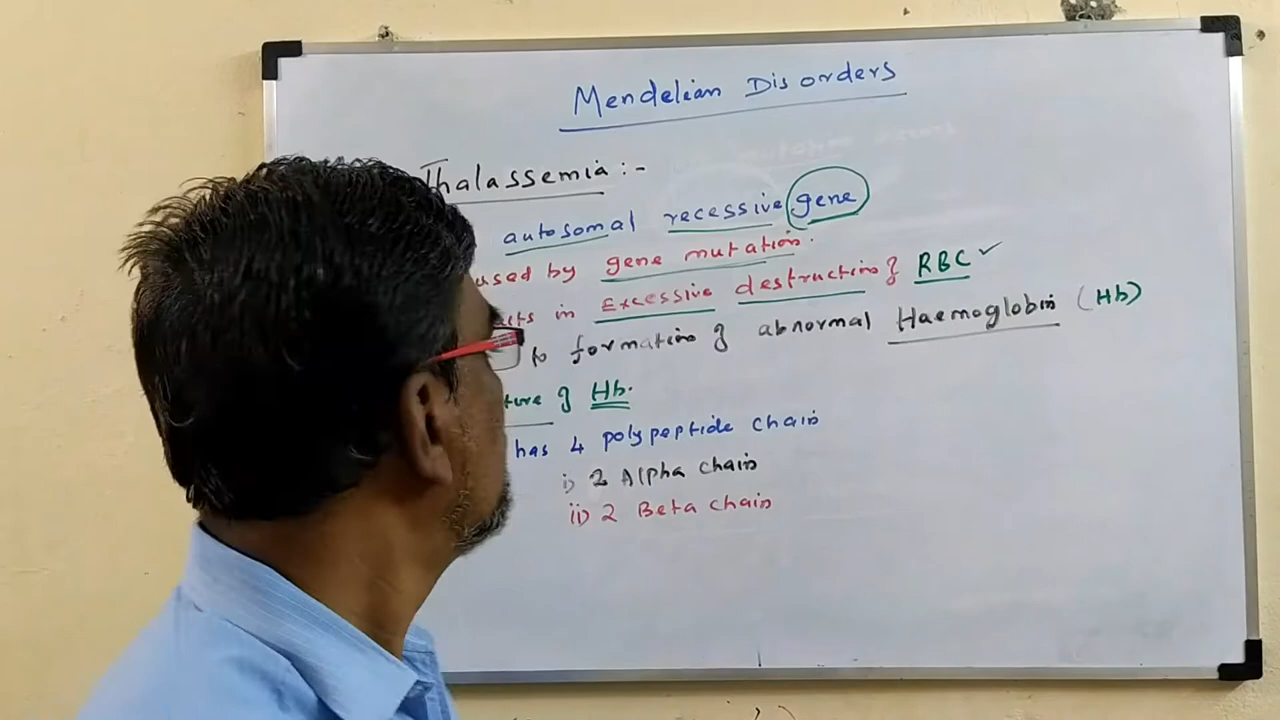 Mendelian Disorders
Thalassemia :-
autosomal recessive gene
used by gene mutation.
in Excessive destruction of RBC ✓
to formation of abnormal Haemoglobin (Hb)
ture of Hb.
has 4 polypeptide chain
i) 2 Alpha chain
ii) 2 Beta chain